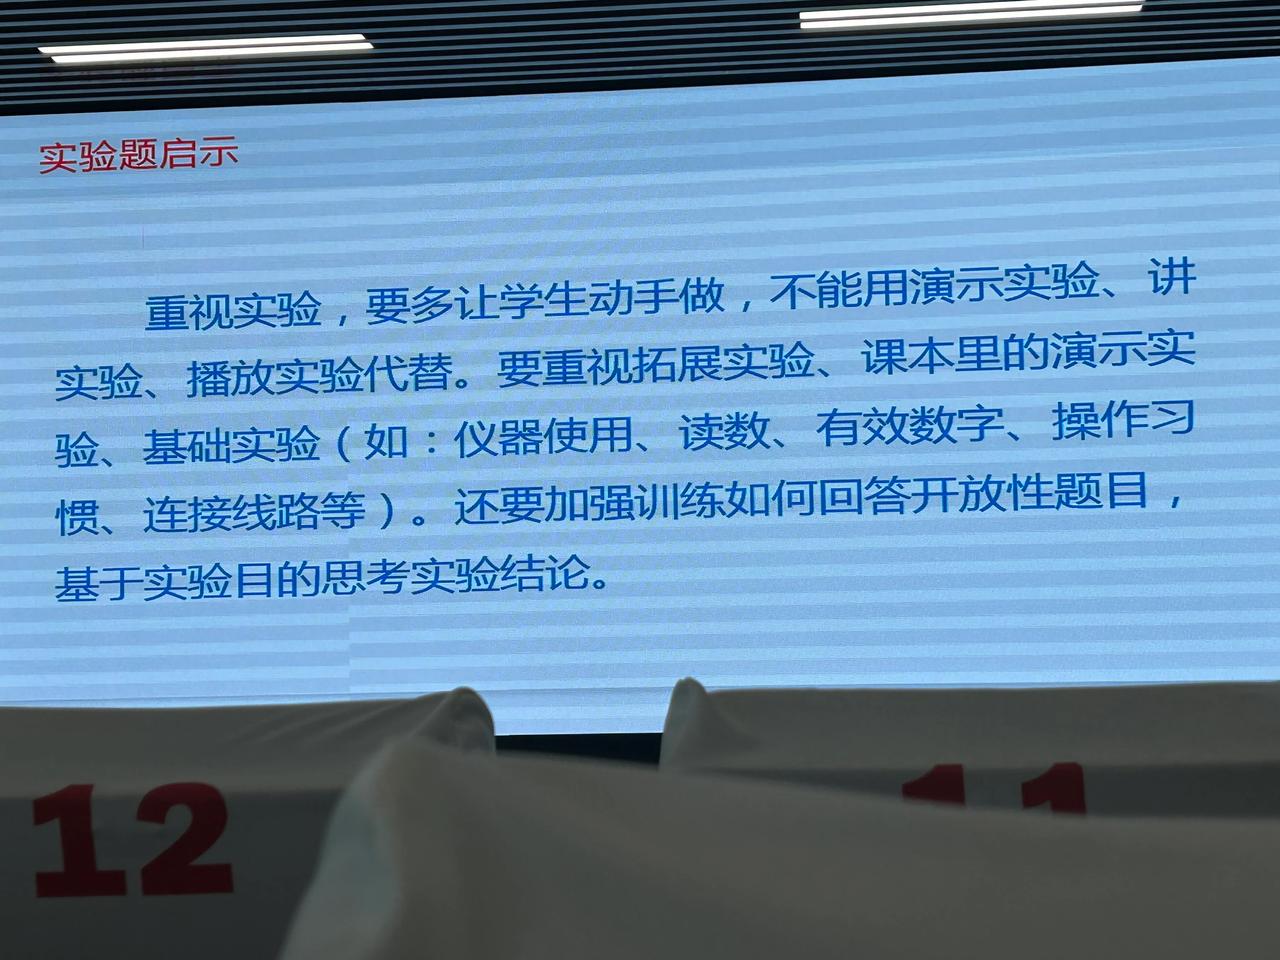 实验题启示
重视实验，要多让学生动手做，不能用演示实验、讲
实验、播放实验代替。要重视拓展实验、课本里的演示实
验、基础实验（如：仪器使用、读数、有效数字、操作习
惯、连接线路等）。还要加强训练如何回答开放性题目，
基于实验目的思考实验结论。
12
11